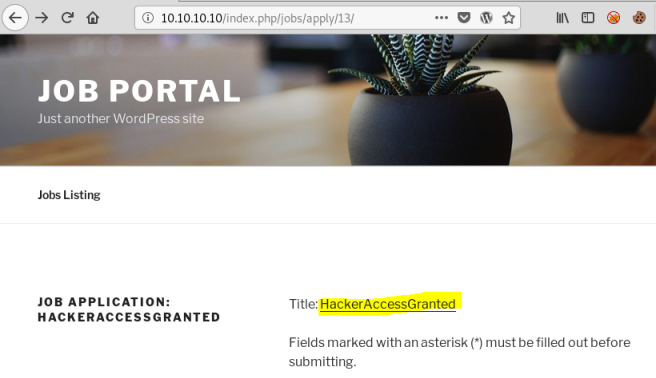 10.10.10.10/index.php/jobs/apply/13/
JOB PORTAL
Just another WordPress site
Jobs Listing
JOB APPLICATION:
HACKERACCESSGRANTED
Title: HackerAccessGranted
Fields marked with an asterisk (*) must be filled out before
submitting.